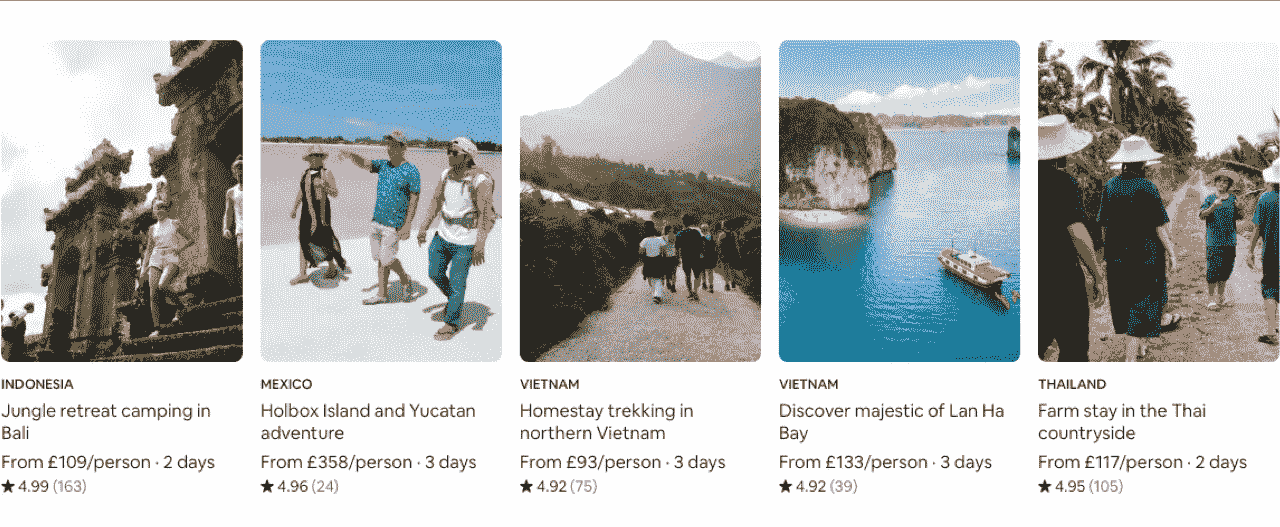 INDONESIA
Jungle retreat camping in
Bali
From £109/person · 2 days
★ 4.99 (163)
MEXICO
Holbox Island and Yucatan
adventure
From £358/person · 3 days
★ 4.96 (24)
VIETNAM
Homestay trekking in
northern Vietnam
From £93/person · 3 days
★ 4.92 (75)
VIETNAM
Discover majestic of Lan Ha
Bay
From £133/person · 3 days
★ 4.92 (39)
THAILAND
Farm stay in the Thai
countryside
From £117/person · 2 days
★ 4.95 (105)